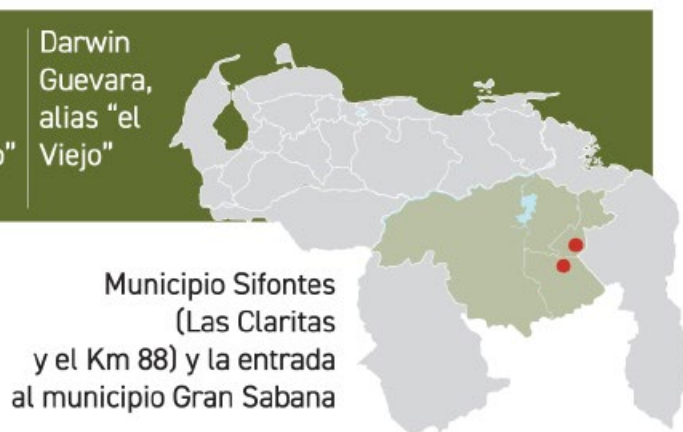 Darwin
Guevara,
alias “el
Viejo”
Municipio Sifontes
(Las Claritas
y el Km 88) y la entrada
al municipio Gran Sabana